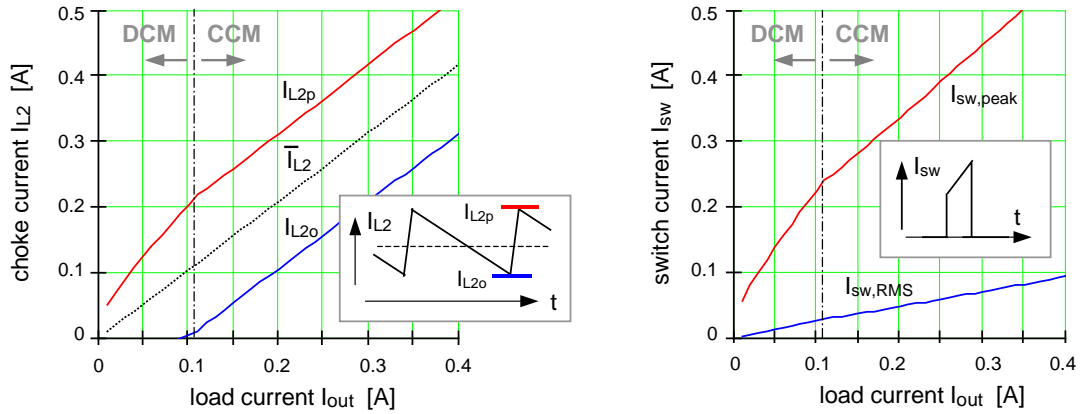 choke current I_L2 [A]
0.5
0.4
0.3
0.2
0.1
0
DCM CCM
I_L2p
Ī_L2
I_L2o
I_L2
I_L2p
I_L2o
t
0 0.1 0.2 0.3 0.4
load current I_out [A]
switch current I_sw [A]
0.5
0.4
0.3
0.2
0.1
0
DCM CCM
I_sw,peak
I_sw
t
I_sw,RMS
0 0.1 0.2 0.3 0.4
load current I_out [A]